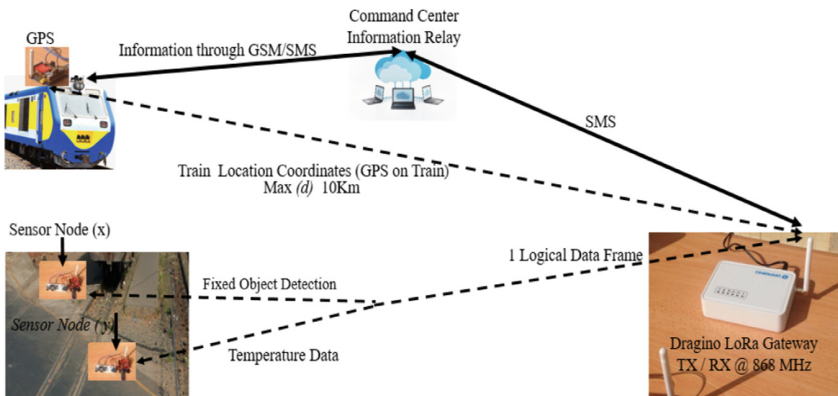 Command Center
Information Relay
GPS
Information through GSM/SMS
SMS
Train Location Coordinates (GPS on Train)
Max (d) 10Km
Sensor Node (x)
1 Logical Data Frame
Fixed Object Detection
Sensor Node (y)
Temperature Data
Dragino LoRa Gateway
TX / RX @ 868 MHz